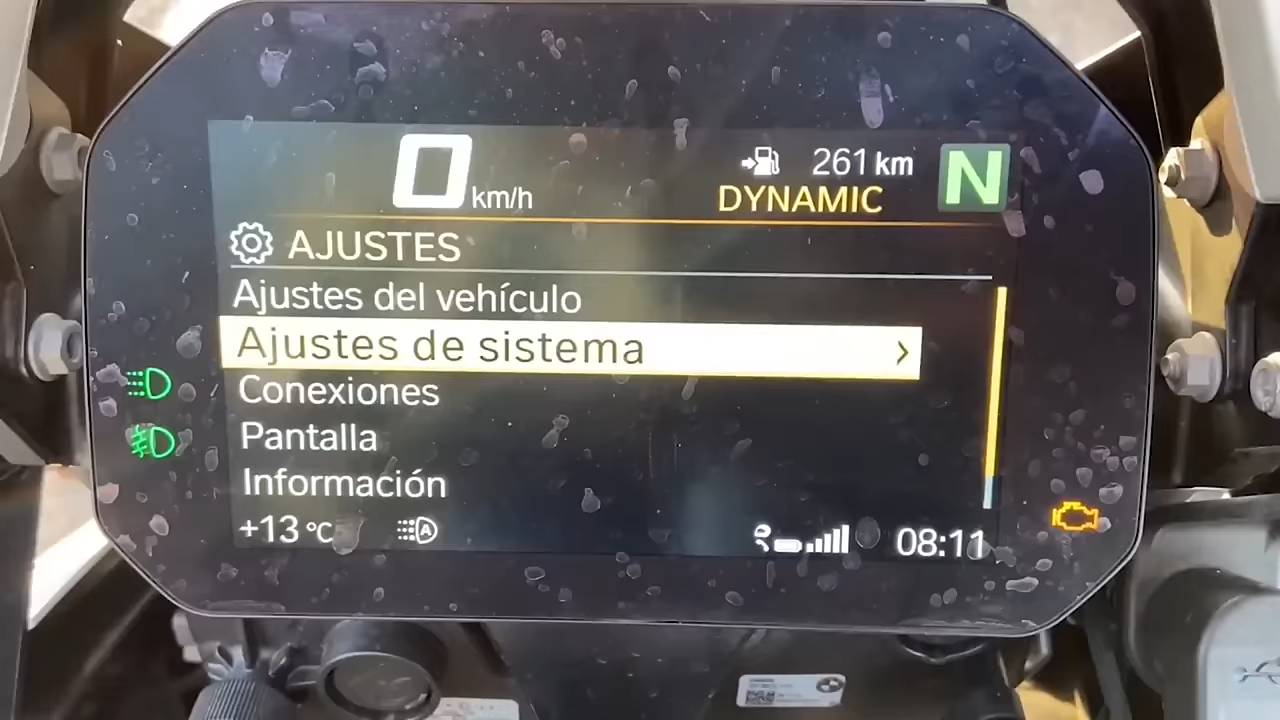 0 km/h
261 km
N
DYNAMIC
AJUSTES
Ajustes del vehículo
Ajustes de sistema
Conexiones
Pantalla
Información
+13 °C
A
08:11